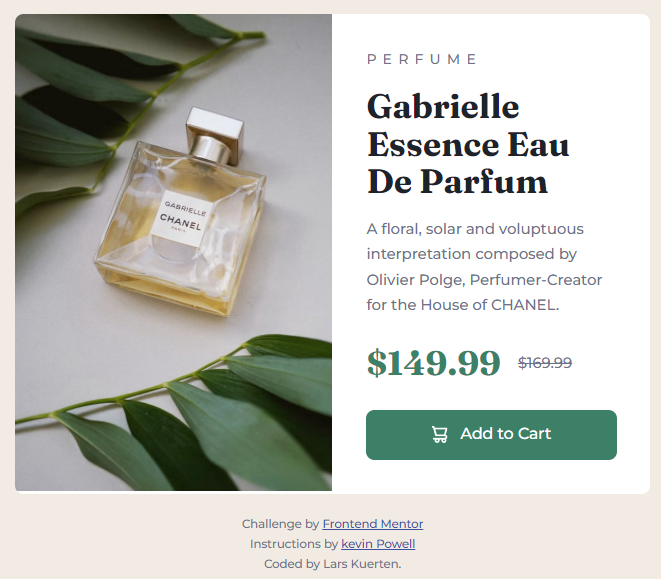 GABRIELLE
CHANEL
PARIS
PERFUME
Gabrielle
Essence Eau
De Parfum
A floral, solar and voluptuous
interpretation composed by
Olivier Polge, Perfumer-Creator
for the House of CHANEL.
$149.99 $169.99
Add to Cart
Challenge by Frontend Mentor
Instructions by kevin Powell
Coded by Lars Kuerten.